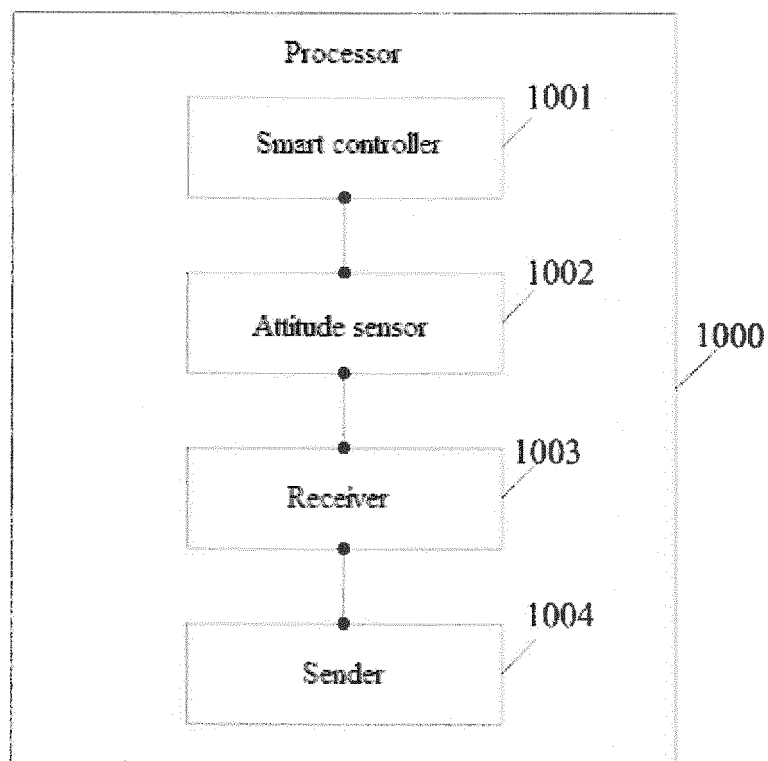 Processor
1001
Smart controller
1002
Attitude sensor
1000
1003
Receiver
1004
Sender